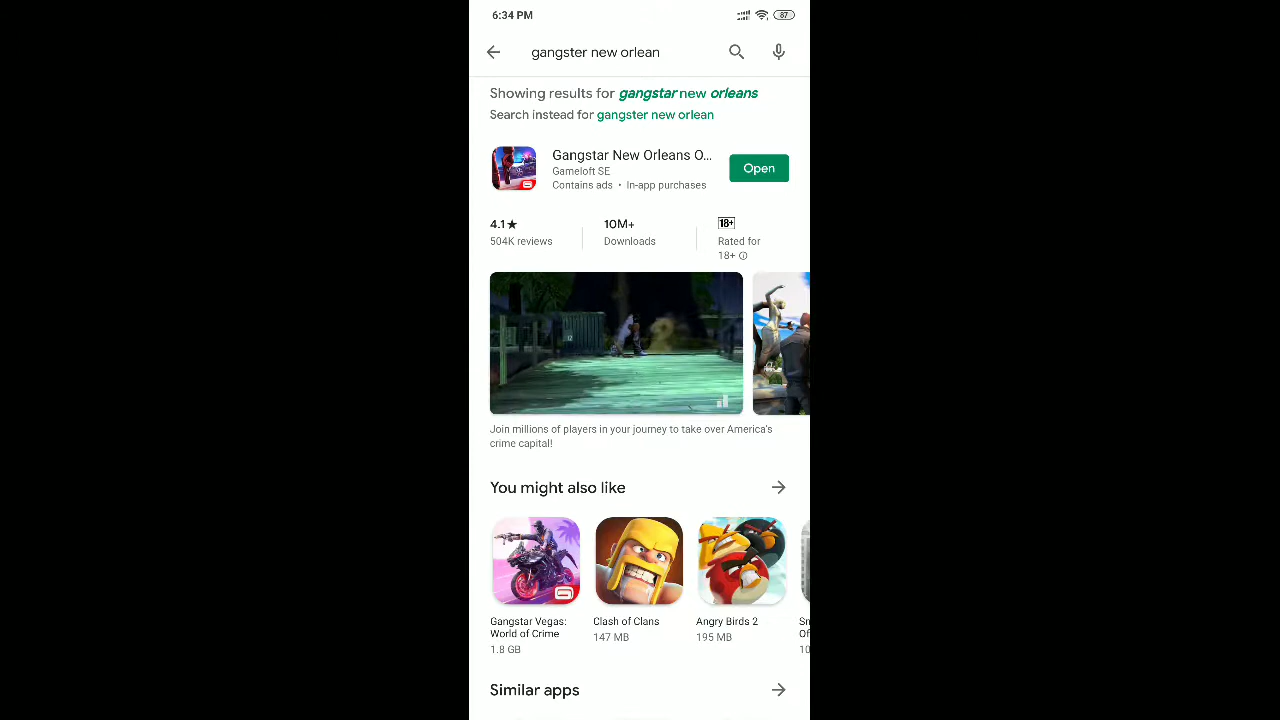 6:34 PM
87
gangster new orlean
Showing results for gangstar new orleans
Search instead for gangster new orlean
Gangstar New Orleans O...
Gameloft SE
Contains ads • In-app purchases
Open
4.1★
504K reviews
10M+
Downloads
18+
Rated for
18+
Join millions of players in your journey to take over America's
crime capital!
You might also like
Gangstar Vegas:
World of Crime
1.8 GB
Clash of Clans
147 MB
Angry Birds 2
195 MB
Sn
Of
10
Similar apps